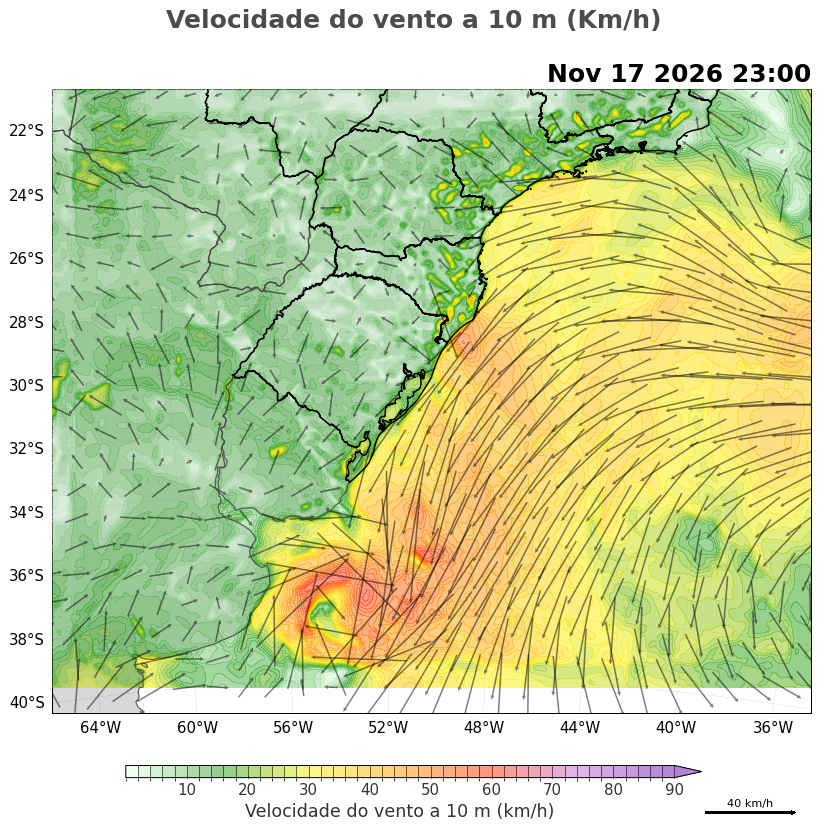 Velocidade do vento a 10 m (Km/h)
Nov 17 2026 23:00
22°S
24°S
26°S
28°S
30°S
32°S
34°S
36°S
38°S
40°S
64°W 60°W 56°W 52°W 48°W 44°W 40°W 36°W
10 20 30 40 50 60 70 80 90
Velocidade do vento a 10 m (km/h)
40 km/h